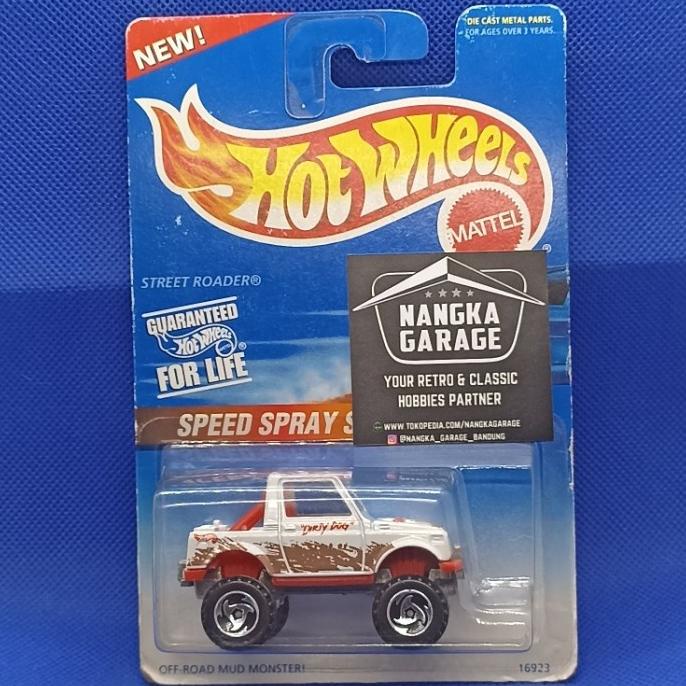 NEW!
DIE CAST METAL PARTS.
FOR AGES OVER 3 YEARS.
HOT WHEELS
MATTEL
STREET ROADER®
GUARANTEED
Hot Wheels®
FOR LIFE
NANGKA
GARAGE
YOUR RETRO & CLASSIC
HOBBIES PARTNER
WWW.TOKOPEDIA.COM/NANGKAGARAGE
@NANGKA_GARAGE_BANDUNG
SPEED SPRAY S
"DIRTY DOG"
OFF-ROAD MUD MONSTER!
16923